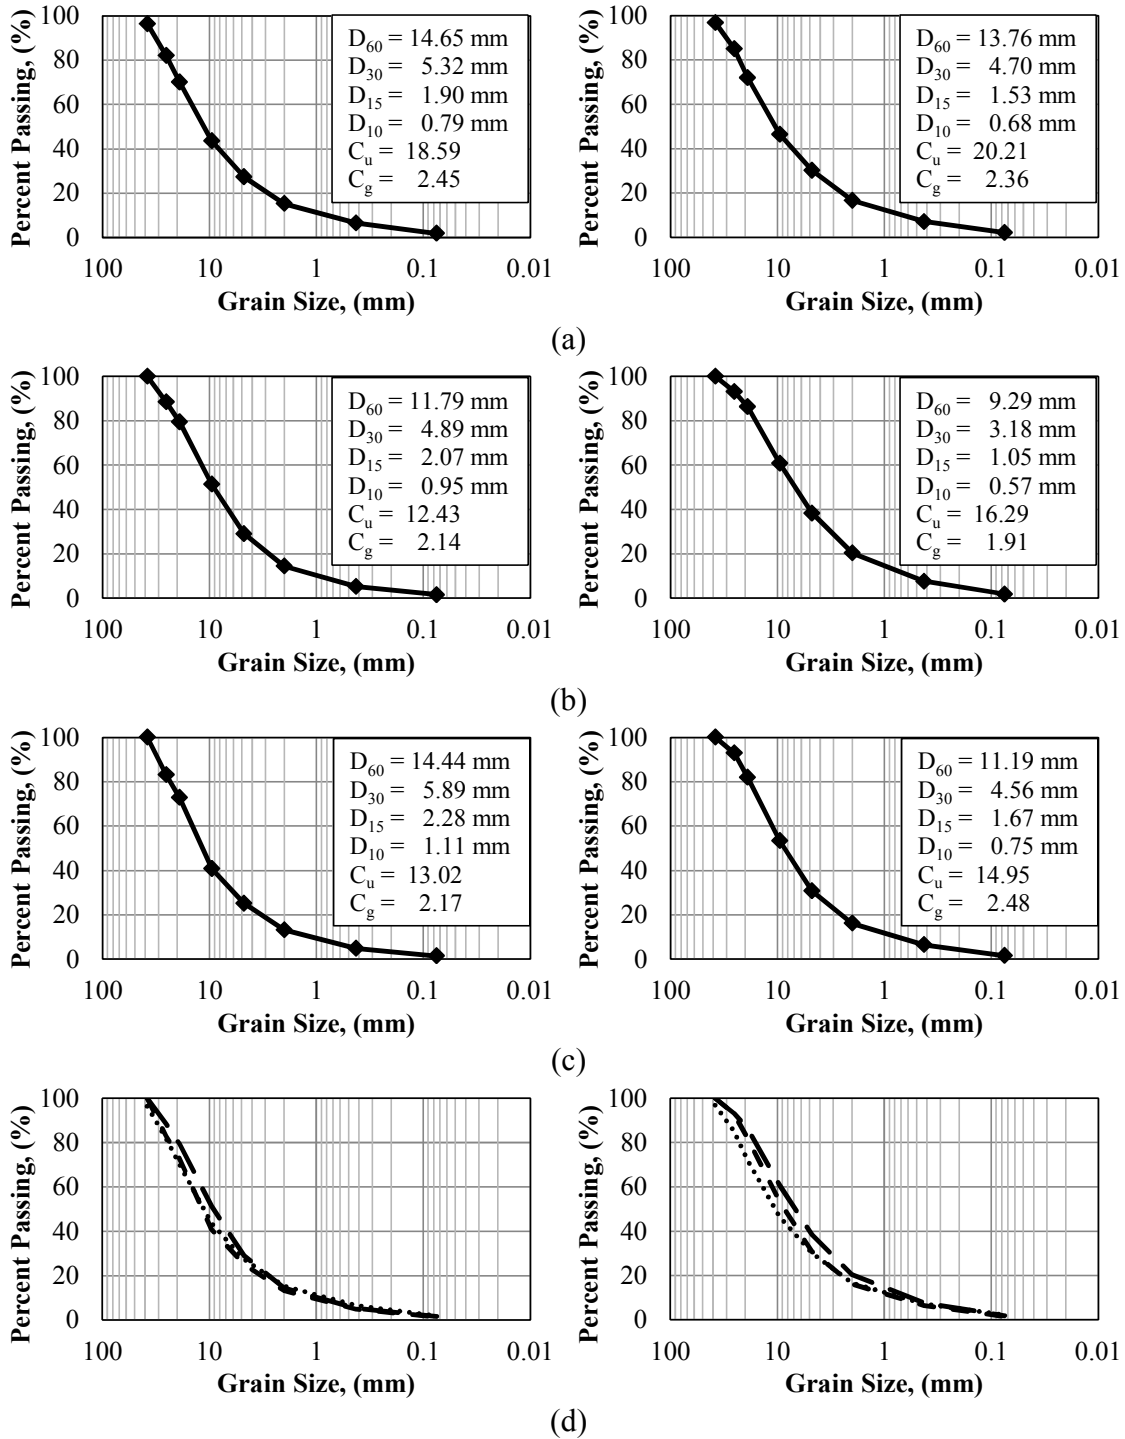 Percent Passing, (%)
100
80
60
40
20
0
D60 = 14.65 mm
D30 = 5.32 mm
D15 = 1.90 mm
D10 = 0.79 mm
Cu = 18.59
Cg = 2.45
100 10 1 0.1 0.01
Grain Size, (mm)
Percent Passing, (%)
100
80
60
40
20
0
D60 = 13.76 mm
D30 = 4.70 mm
D15 = 1.53 mm
D10 = 0.68 mm
Cu = 20.21
Cg = 2.36
100 10 1 0.1 0.01
Grain Size, (mm)
(a)
Percent Passing, (%)
100
80
60
40
20
0
D60 = 11.79 mm
D30 = 4.89 mm
D15 = 2.07 mm
D10 = 0.95 mm
Cu = 12.43
Cg = 2.14
100 10 1 0.1 0.01
Grain Size, (mm)
Percent Passing, (%)
100
80
60
40
20
0
D60 = 9.29 mm
D30 = 3.18 mm
D15 = 1.05 mm
D10 = 0.57 mm
Cu = 16.29
Cg = 1.91
100 10 1 0.1 0.01
Grain Size, (mm)
(b)
Percent Passing, (%)
100
80
60
40
20
0
D60 = 14.44 mm
D30 = 5.89 mm
D15 = 2.28 mm
D10 = 1.11 mm
Cu = 13.02
Cg = 2.17
100 10 1 0.1 0.01
Grain Size, (mm)
Percent Passing, (%)
100
80
60
40
20
0
D60 = 11.19 mm
D30 = 4.56 mm
D15 = 1.67 mm
D10 = 0.75 mm
Cu = 14.95
Cg = 2.48
100 10 1 0.1 0.01
Grain Size, (mm)
(c)
Percent Passing, (%)
100
80
60
40
20
0
100 10 1 0.1 0.01
Grain Size, (mm)
Percent Passing, (%)
100
80
60
40
20
0
100 10 1 0.1 0.01
Grain Size, (mm)
(d)